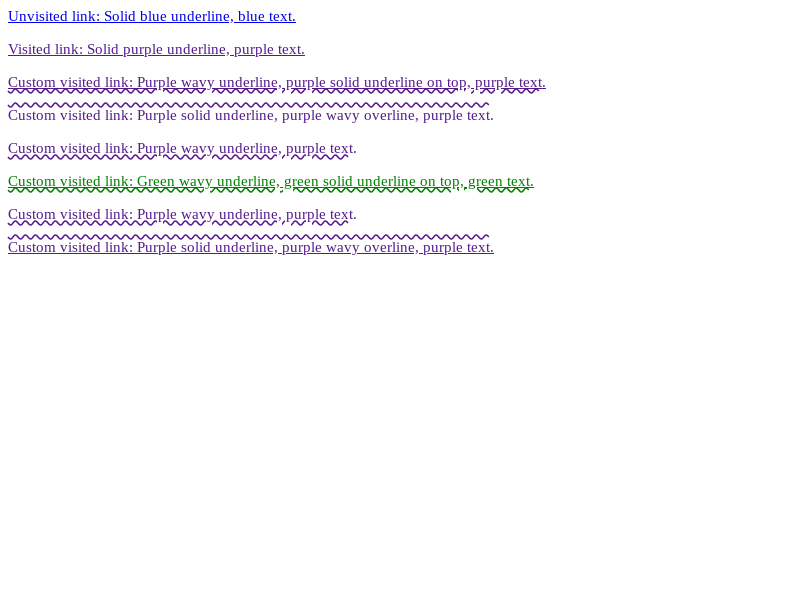 Unvisited link: Solid blue underline, blue text.
Visited link: Solid purple underline, purple text.
Custom visited link: Purple wavy underline, purple solid underline on top, purple text.
Custom visited link: Purple solid underline, purple wavy overline, purple text.
Custom visited link: Purple wavy underline, purple text.
Custom visited link: Green wavy underline, green solid underline on top, green text.
Custom visited link: Purple wavy underline, purple text.
Custom visited link: Purple solid underline, purple wavy overline, purple text.